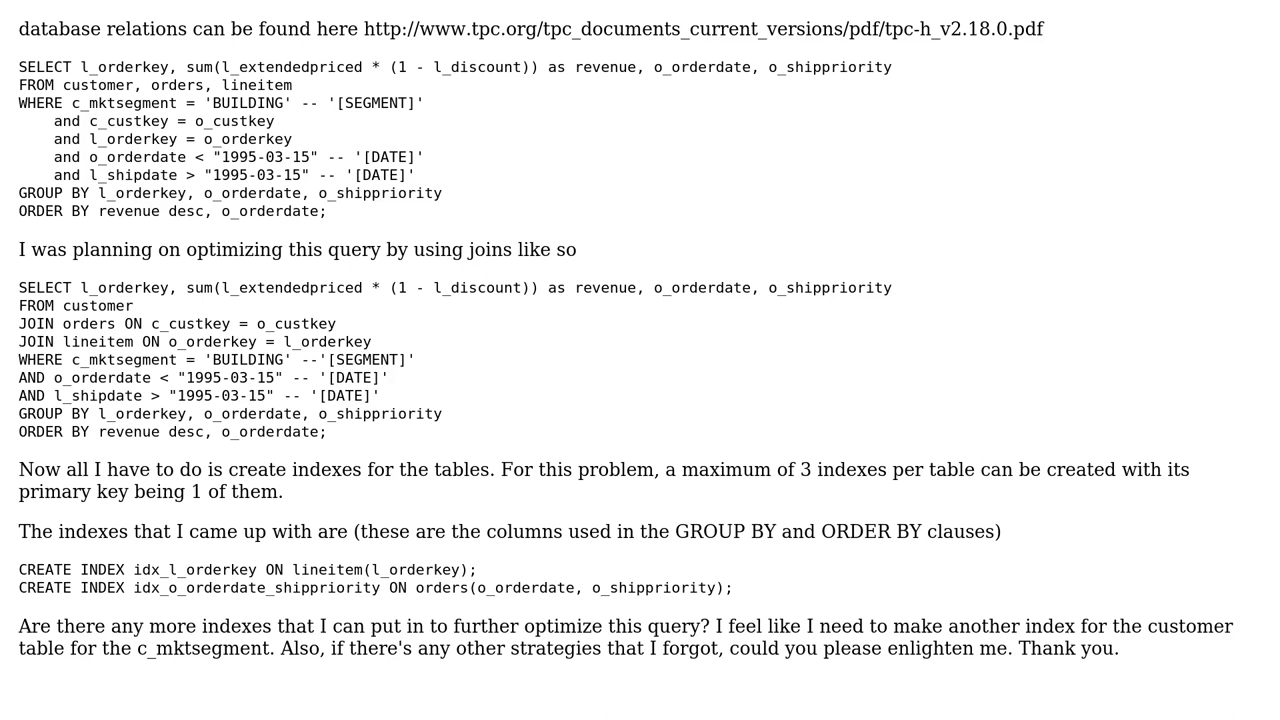 database relations can be found here http://www.tpc.org/tpc_documents_current_versions/pdf/tpc-h_v2.18.0.pdf
SELECT l_orderkey, sum(l_extendedpriced * (1 - l_discount)) as revenue, o_orderdate, o_shippriority
FROM customer, orders, lineitem
WHERE c_mktsegment = 'BUILDING' -- '[SEGMENT]'
    and c_custkey = o_custkey
    and l_orderkey = o_orderkey
    and o_orderdate < "1995-03-15" -- '[DATE]'
    and l_shipdate > "1995-03-15" -- '[DATE]'
GROUP BY l_orderkey, o_orderdate, o_shippriority
ORDER BY revenue desc, o_orderdate;
I was planning on optimizing this query by using joins like so
SELECT l_orderkey, sum(l_extendedpriced * (1 - l_discount)) as revenue, o_orderdate, o_shippriority
FROM customer
JOIN orders ON c_custkey = o_custkey
JOIN lineitem ON o_orderkey = l_orderkey
WHERE c_mktsegment = 'BUILDING' --'[SEGMENT]'
AND o_orderdate < "1995-03-15" -- '[DATE]'
AND l_shipdate > "1995-03-15" -- '[DATE]'
GROUP BY l_orderkey, o_orderdate, o_shippriority
ORDER BY revenue desc, o_orderdate;
Now all I have to do is create indexes for the tables. For this problem, a maximum of 3 indexes per table can be created with its
primary key being 1 of them.
The indexes that I came up with are (these are the columns used in the GROUP BY and ORDER BY clauses)
CREATE INDEX idx_l_orderkey ON lineitem(l_orderkey);
CREATE INDEX idx_o_orderdate_shippriority ON orders(o_orderdate, o_shippriority);
Are there any more indexes that I can put in to further optimize this query? I feel like I need to make another index for the customer
table for the c_mktsegment. Also, if there's any other strategies that I forgot, could you please enlighten me. Thank you.